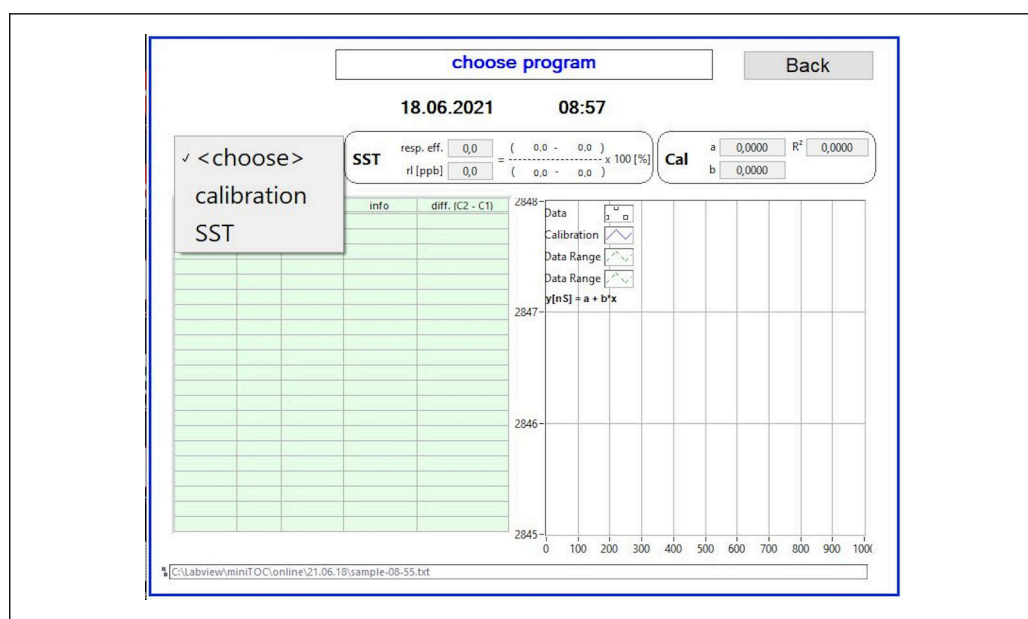 choose program
Back
18.06.2021 08:57
✓ <choose>
calibration
SST
SST resp. eff. 0,0 = ( 0,0 - 0,0 ) x 100 [%]
rl [ppb] 0,0 ( 0,0 - 0,0 )
Cal a 0,0000 R² 0,0000
b 0,0000
info diff. (C2 - C1)
2848
2847
2846
2845
Data
Calibration
Data Range
Data Range
y[nS] = a + b*x
0 100 200 300 400 500 600 700 800 900 100
C:\Labview\miniTOC\online\21.06.18\sample-08-55.txt